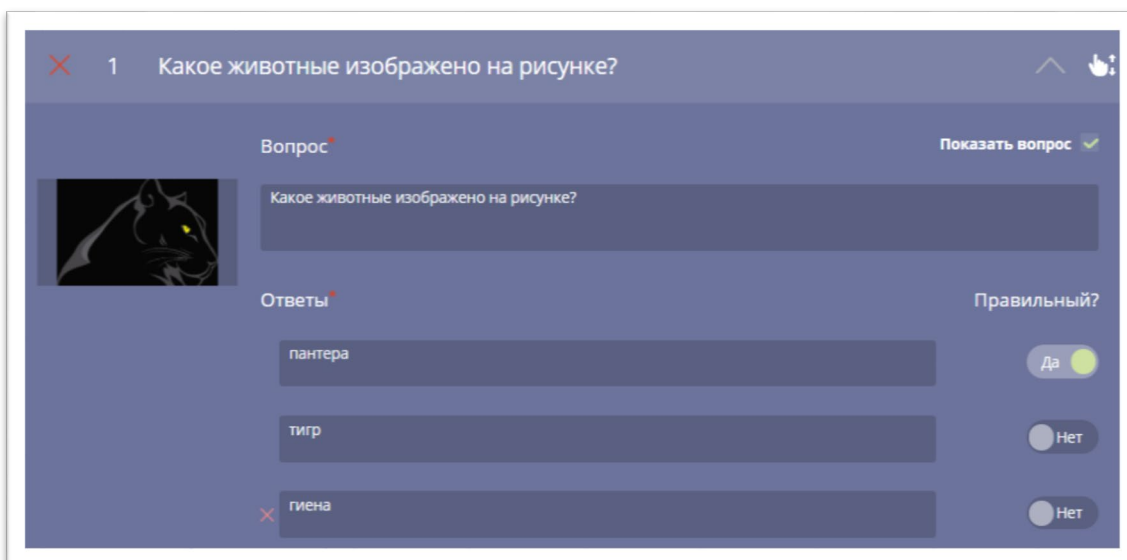 1 Какое животные изображено на рисунке?
Вопрос* Показать вопрос
Какое животные изображено на рисунке?
Ответы* Правильный?
пантера Да
тигр Нет
гиена Нет